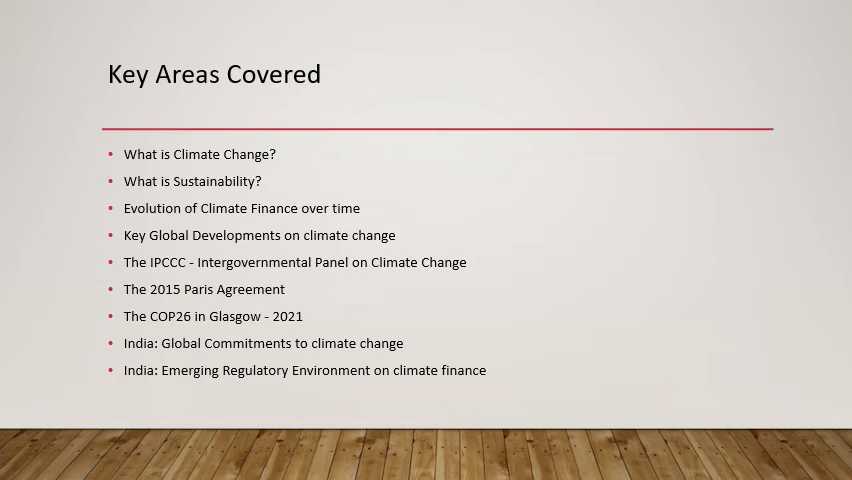 Key Areas Covered
• What is Climate Change?
• What is Sustainability?
• Evolution of Climate Finance over time
• Key Global Developments on climate change
• The IPCCC - Intergovernmental Panel on Climate Change
• The 2015 Paris Agreement
• The COP26 in Glasgow - 2021
• India: Global Commitments to climate change
• India: Emerging Regulatory Environment on climate finance